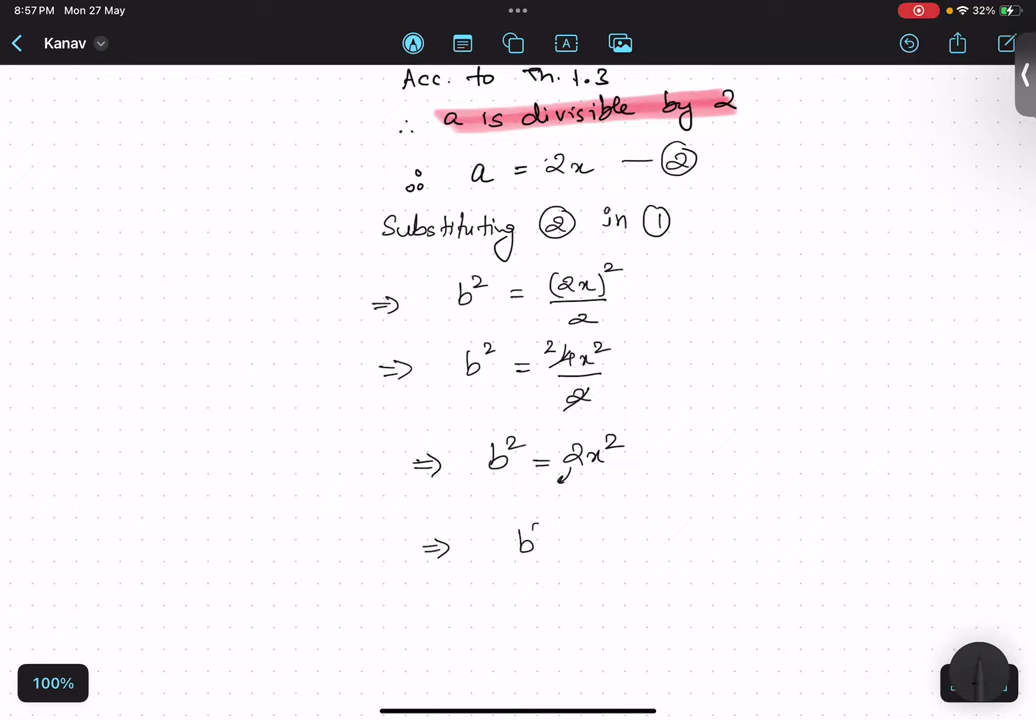 8:57 PM Mon 27 May
32%
Kanav
Acc. to Th. 1.3
∴ a is divisible by 2
∴ a = 2x — ②
Substituting ② in ①
⇒ b² = (2x)²/2
⇒ b² = ²4x²/2
⇒ b² = 2x²
⇒ b
100%